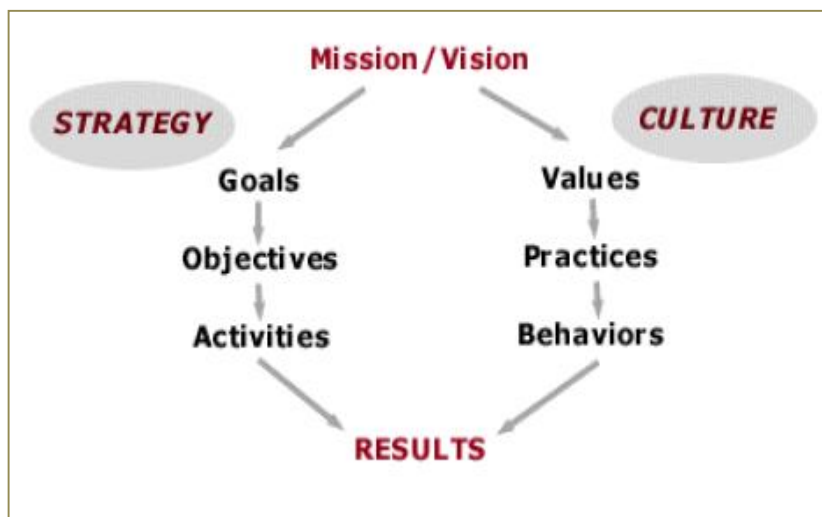 Mission/Vision
STRATEGY
CULTURE
Goals
Values
Objectives
Practices
Activities
Behaviors
RESULTS